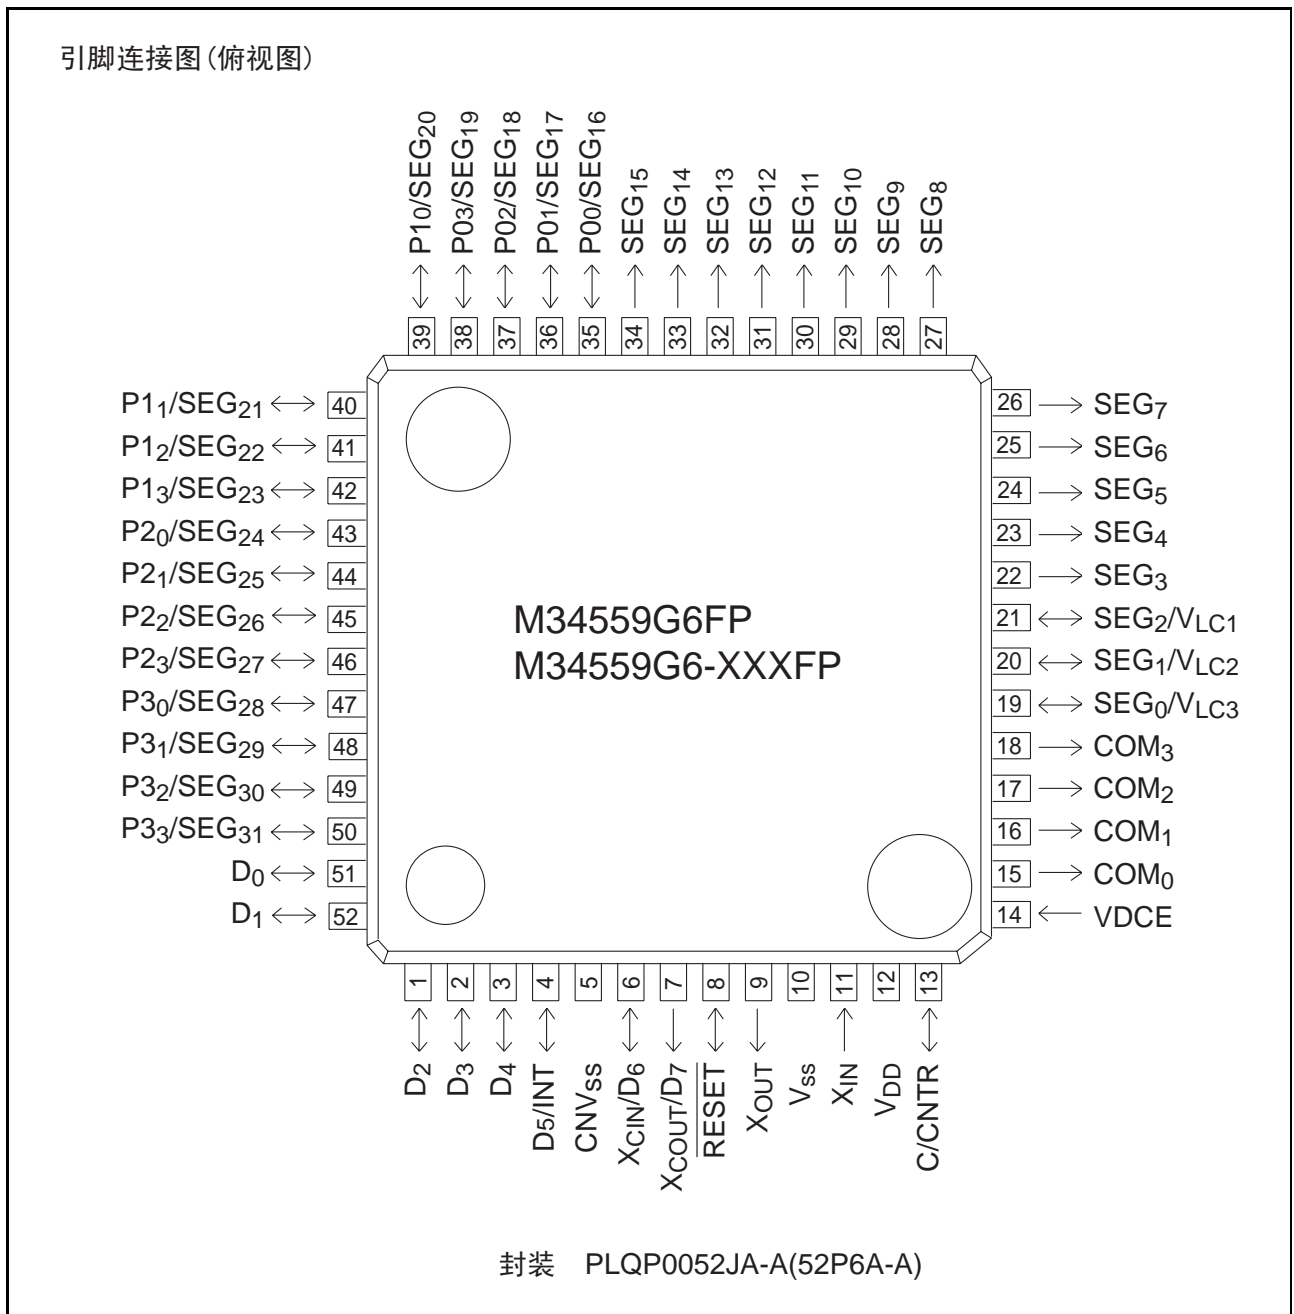 引脚连接图(俯视图)
P10/SEG20
P03/SEG19
P02/SEG18
P01/SEG17
P00/SEG16
SEG15
SEG14
SEG13
SEG12
SEG11
SEG10
SEG9
SEG8
39
38
37
36
35
34
33
32
31
30
29
28
27
P11/SEG21 40
P12/SEG22 41
P13/SEG23 42
P20/SEG24 43
P21/SEG25 44
P22/SEG26 45
P23/SEG27 46
P30/SEG28 47
P31/SEG29 48
P32/SEG30 49
P33/SEG31 50
D0 51
D1 52
M34559G6FP
M34559G6-XXXFP
26 SEG7
25 SEG6
24 SEG5
23 SEG4
22 SEG3
21 SEG2/VLC1
20 SEG1/VLC2
19 SEG0/VLC3
18 COM3
17 COM2
16 COM1
15 COM0
14 VDCE
1
2
3
4
5
6
7
8
9
10
11
12
13
D2
D3
D4
D5/INT
CNVSS
XCIN/D6
XCOUT/D7
RESET
XOUT
Vss
XIN
VDD
C/CNTR
封装 PLQP0052JA-A(52P6A-A)